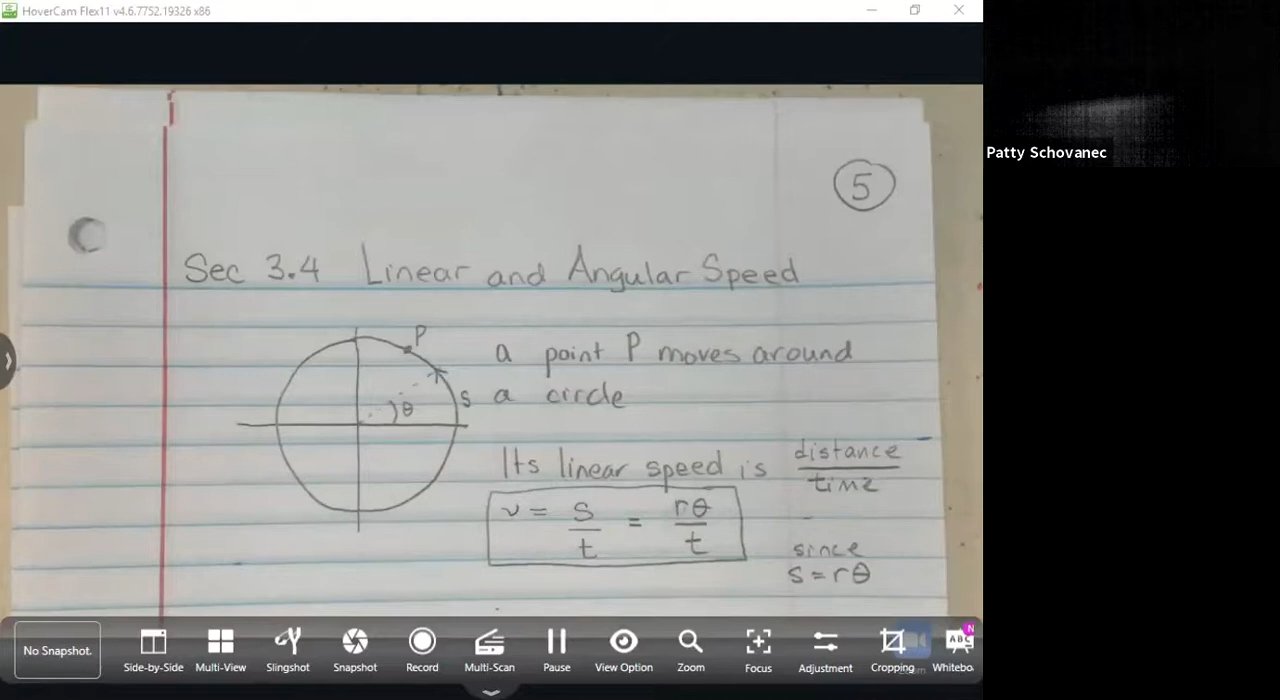 HoverCam Flex11 v4.6.7752.19326 x86
Patty Schovanec
5
Sec 3.4 Linear and Angular Speed
P
a point P moves around
θ
s
a circle
Its linear speed is distance/time
v = s/t = rθ/t
since
s = rθ
No Snapshot.
Side-by-Side Multi-View Slingshot Snapshot Record Multi-Scan Pause View Option Zoom Focus Adjustment Cropping Whiteboa
N
ABC